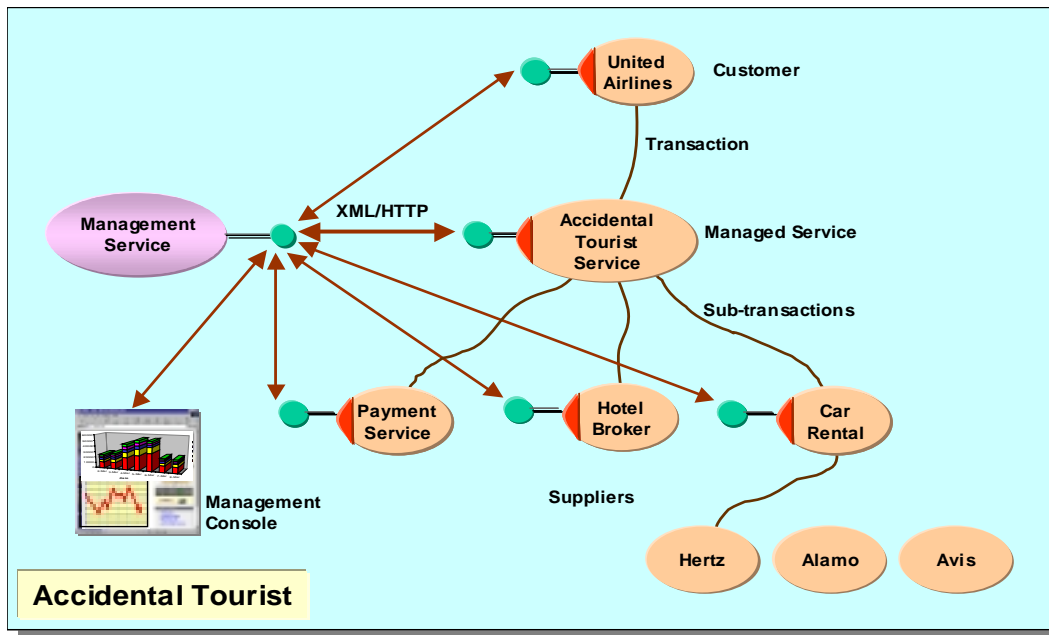 United
Airlines
Customer
Transaction
Management
Service
XML/HTTP
Accidental
Tourist
Service
Managed Service
Sub-transactions
Payment
Service
Hotel
Broker
Car
Rental
Management
Console
Suppliers
Hertz
Alamo
Avis
Accidental Tourist